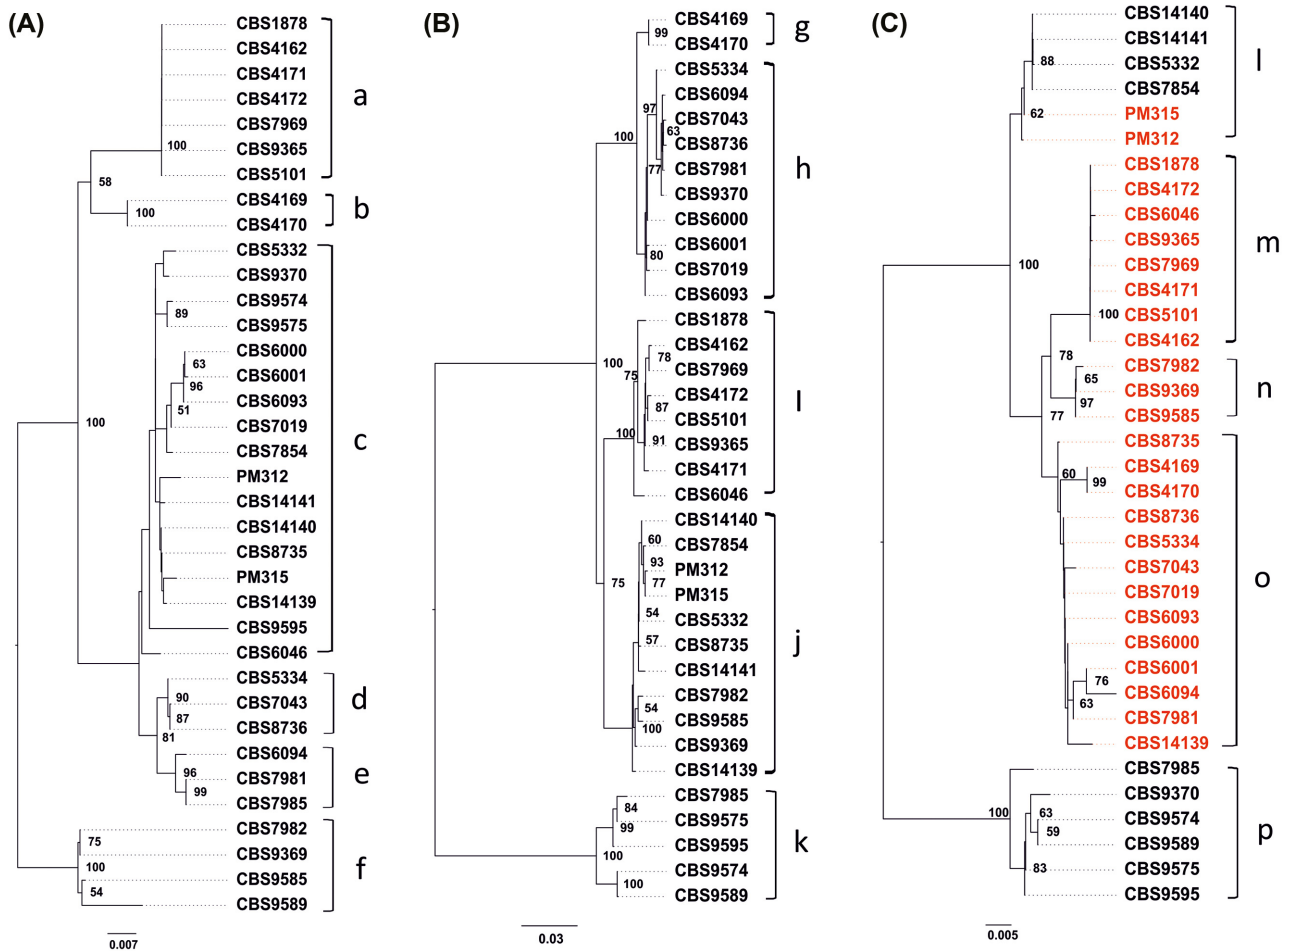 (A)
CBS1878
CBS4162
CBS4171
CBS4172
CBS7969
CBS9365
CBS5101
CBS4169
CBS4170
CBS5332
CBS9370
CBS9574
CBS9575
CBS6000
CBS6001
CBS6093
CBS7019
CBS7854
PM312
CBS14141
CBS14140
CBS8735
PM315
CBS14139
CBS9595
CBS6046
CBS5334
CBS7043
CBS8736
CBS6094
CBS7981
CBS7985
CBS7982
CBS9369
CBS9585
CBS9589
a
b
c
d
e
f
100
58
100
89
63
96
51
100
90
87
81
96
99
75
100
54
0.007
(B)
CBS4169
CBS4170
CBS5334
CBS6094
CBS7043
CBS8736
CBS7981
CBS9370
CBS6000
CBS6001
CBS7019
CBS6093
CBS1878
CBS4162
CBS7969
CBS4172
CBS5101
CBS9365
CBS4171
CBS6046
CBS14140
CBS7854
PM312
PM315
CBS5332
CBS8735
CBS14141
CBS7982
CBS9585
CBS9369
CBS14139
CBS7985
CBS9575
CBS9595
CBS9574
CBS9589
g
h
I
j
k
99
97
63
100
77
80
78
100
75
87
100
91
60
93
77
75
54
57
54
100
84
99
100
100
0.03
(C)
CBS14140
CBS14141
CBS5332
CBS7854
PM315
PM312
CBS1878
CBS4172
CBS6046
CBS9365
CBS7969
CBS4171
CBS5101
CBS4162
CBS7982
CBS9369
CBS9585
CBS8735
CBS4169
CBS4170
CBS8736
CBS5334
CBS7043
CBS7019
CBS6093
CBS6000
CBS6001
CBS6094
CBS7981
CBS14139
CBS7985
CBS9370
CBS9574
CBS9589
CBS9575
CBS9595
l
m
n
o
p
88
62
100
100
78
65
97
77
60
99
76
63
100
63
59
83
0.005